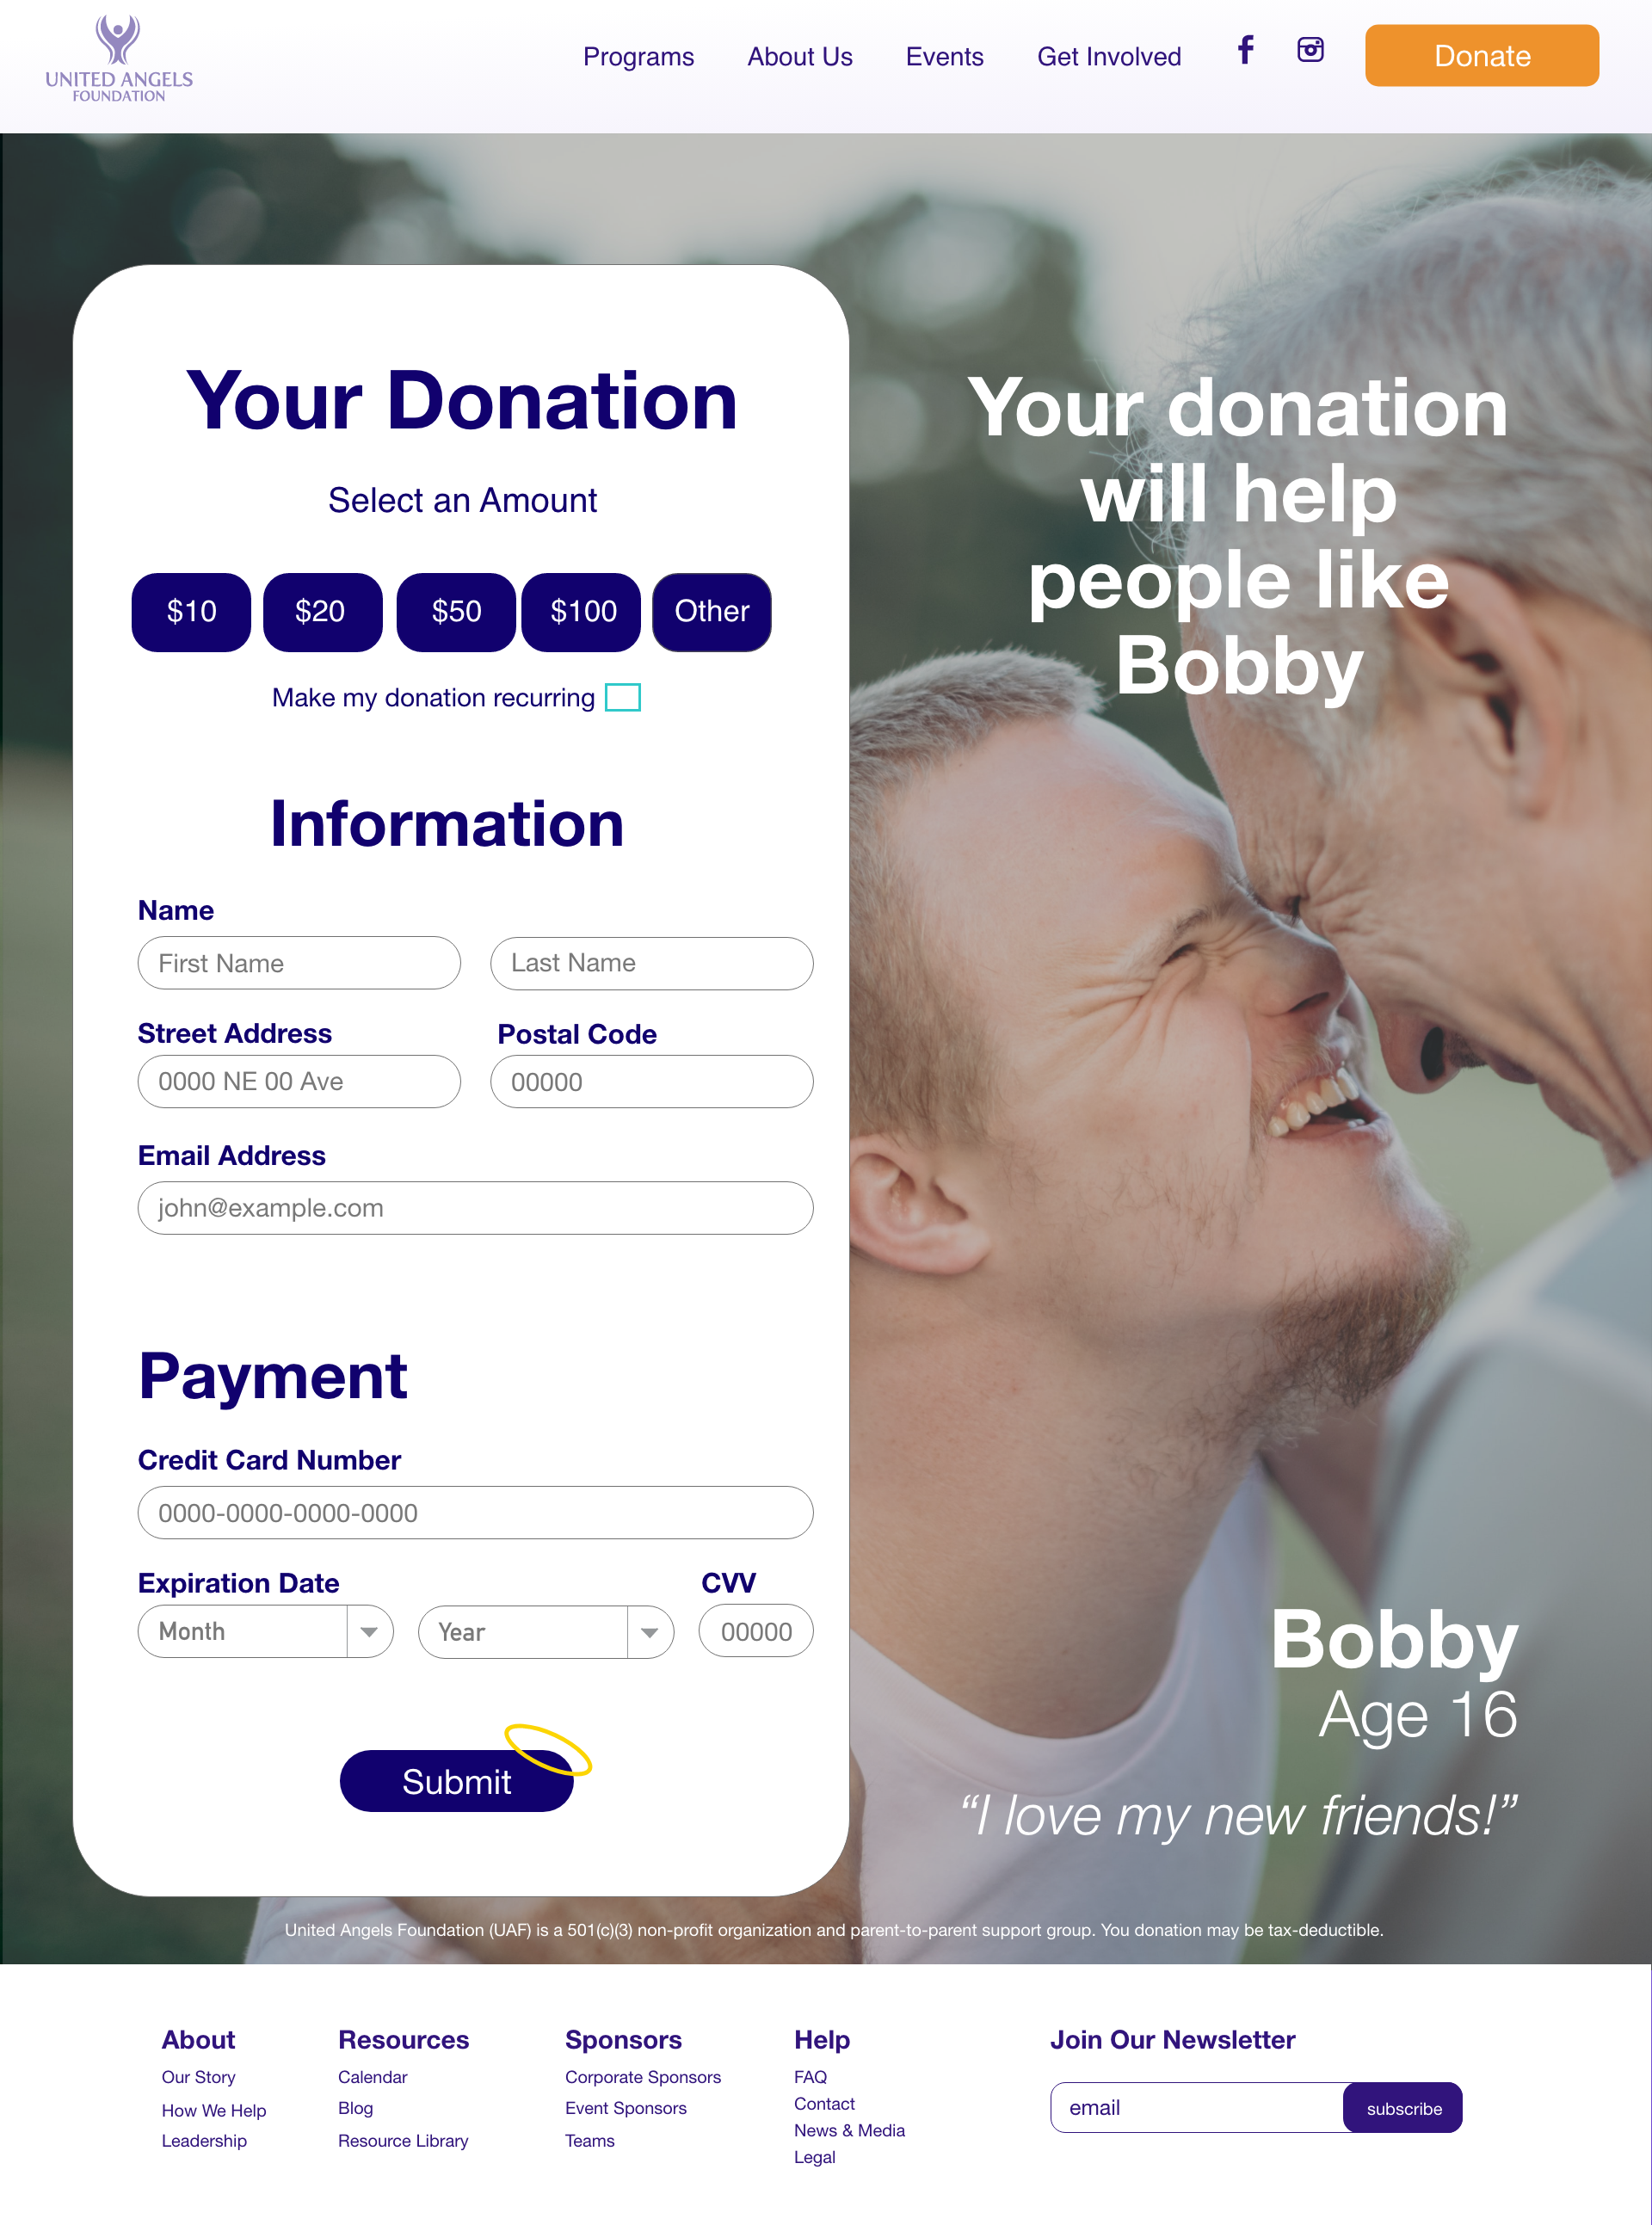 UNITED ANGELS
FOUNDATION
Programs About Us Events Get Involved Donate
Your Donation
Select an Amount
$10 $20 $50 $100 Other
Make my donation recurring
Information
Name
First Name Last Name
Street Address Postal Code
0000 NE 00 Ave 00000
Email Address
john@example.com
Payment
Credit Card Number
0000-0000-0000-0000
Expiration Date CVV
Month Year 00000
Submit
Your donation
will help
people like
Bobby
Bobby
Age 16
“I love my new friends!”
United Angels Foundation (UAF) is a 501(c)(3) non-profit organization and parent-to-parent support group. You donation may be tax-deductible.
About
Our Story
How We Help
Leadership
Resources
Calendar
Blog
Resource Library
Sponsors
Corporate Sponsors
Event Sponsors
Teams
Help
FAQ
Contact
News & Media
Legal
Join Our Newsletter
email subscribe